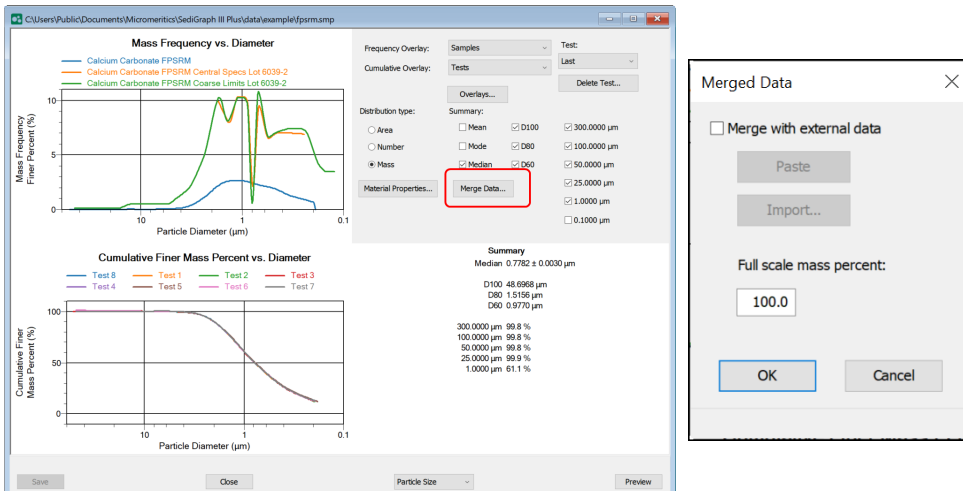 C:\Users\Public\Documents\Micromeritics\SediGraph III Plus\data\example\fpsrm.smp
Mass Frequency vs. Diameter
Calcium Carbonate FPSRM
Calcium Carbonate FPSRM Central Specs Lot 6039-2
Calcium Carbonate FPSRM Coarse Limits Lot 6039-2
Mass Frequency
Finer Percent (%)
10
5
0
10
1
0.1
Particle Diameter (µm)
Frequency Overlay:
Samples
Cumulative Overlay:
Tests
Overlays...
Test:
Last
Delete Test...
Distribution type:
Area
Number
Mass
Material Properties...
Summary:
Mean
D100
300.0000 µm
Mode
D80
100.0000 µm
Median
D60
50.0000 µm
Merge Data...
25.0000 µm
1.0000 µm
0.1000 µm
Cumulative Finer Mass Percent vs. Diameter
Test 8
Test 1
Test 2
Test 3
Test 4
Test 5
Test 6
Test 7
Cumulative Finer
Mass Percent (%)
100
50
0
10
1
0.1
Particle Diameter (µm)
Summary
Median 0.7782 ± 0.0030 µm
D100 48.6968 µm
D80 1.5156 µm
D60 0.9770 µm
300.0000 µm 99.8 %
100.0000 µm 99.8 %
50.0000 µm 99.8 %
25.0000 µm 99.9 %
1.0000 µm 61.1 %
Save
Close
Particle Size
Preview
Merged Data
Merge with external data
Paste
Import...
Full scale mass percent:
100.0
OK
Cancel